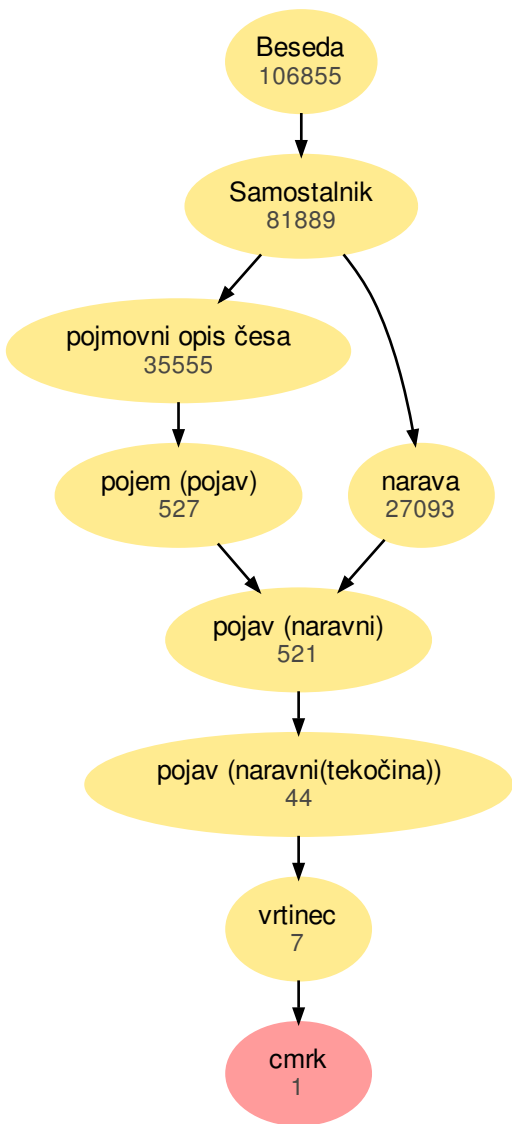 Beseda
106855
Samostalnik
81889
pojmovni opis česa
35555
pojem (pojav)
527
narava
27093
pojav (naravni)
521
pojav (naravni(tekočina))
44
vrtinec
7
cmrk
1